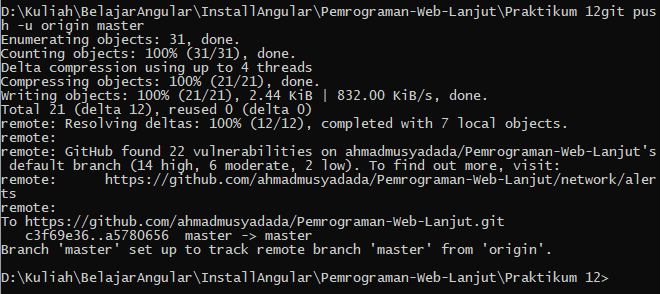 D:\Kuliah\BelajarAngular\InstallAngular\Pemrograman-Web-Lanjut\Praktikum 12git pus
h -u origin master
Enumerating objects: 31, done.
Counting objects: 100% (31/31), done.
Delta compression using up to 4 threads
Compressing objects: 100% (21/21), done.
Writing objects: 100% (21/21), 2.44 KiB | 832.00 KiB/s, done.
Total 21 (delta 12), reused 0 (delta 0)
remote: Resolving deltas: 100% (12/12), completed with 7 local objects.
remote:
remote: GitHub found 22 vulnerabilities on ahmadmusyadada/Pemrograman-Web-Lanjut's
 default branch (14 high, 6 moderate, 2 low). To find out more, visit:
remote:      https://github.com/ahmadmusyadada/Pemrograman-Web-Lanjut/network/aler
ts
remote:
To https://github.com/ahmadmusyadada/Pemrograman-Web-Lanjut.git
   c3f69e36..a5780656  master -> master
Branch 'master' set up to track remote branch 'master' from 'origin'.
D:\Kuliah\BelajarAngular\InstallAngular\Pemrograman-Web-Lanjut\Praktikum 12>